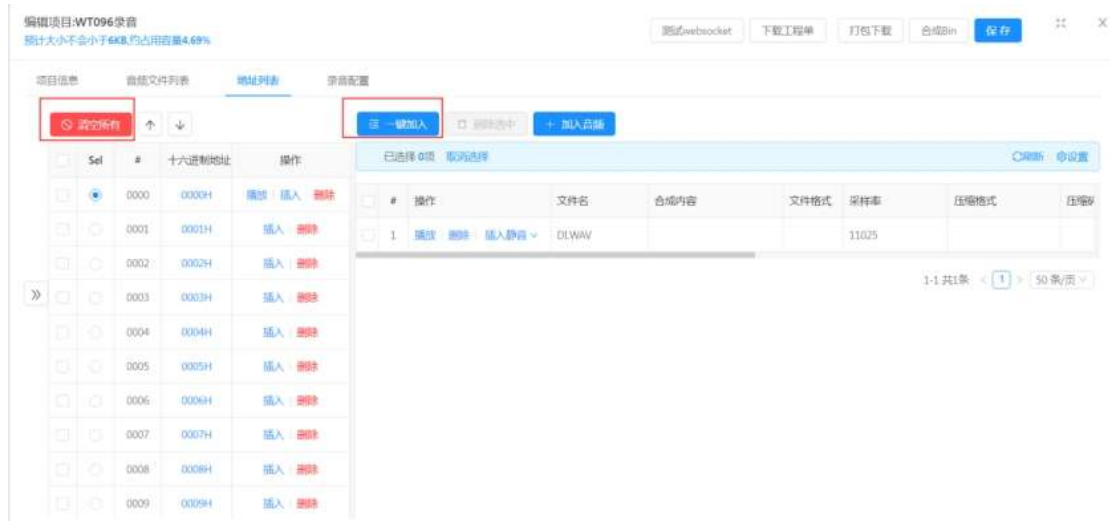 编辑项目:WT096录音
预计大小不会小于6KB,约占用容量4.69%
测试websocket 下载工程单 打包下载 合成Bin 保存
项目信息 音频文件列表 地址列表 录音配置
清空所有 一键加入 删除选中 + 加入音频
Sel # 十六进制地址 操作
已选择 0项 取消选择 刷新 设置
# 操作 文件名 合成内容 文件格式 采样率 压缩格式 压缩
0000 0000H 播放 插入 删除
1 播放 删除 插入静音 DI.WAV 11025
0001 0001H 插入 删除
0002 0002H 插入 删除
1-1 共1条 < 1 > 50 条/页
0003 0003H 插入 删除
0004 0004H 插入 删除
0005 0005H 插入 删除
0006 0006H 插入 删除
0007 0007H 插入 删除
0008 0008H 插入 删除
0009 0009H 插入 删除